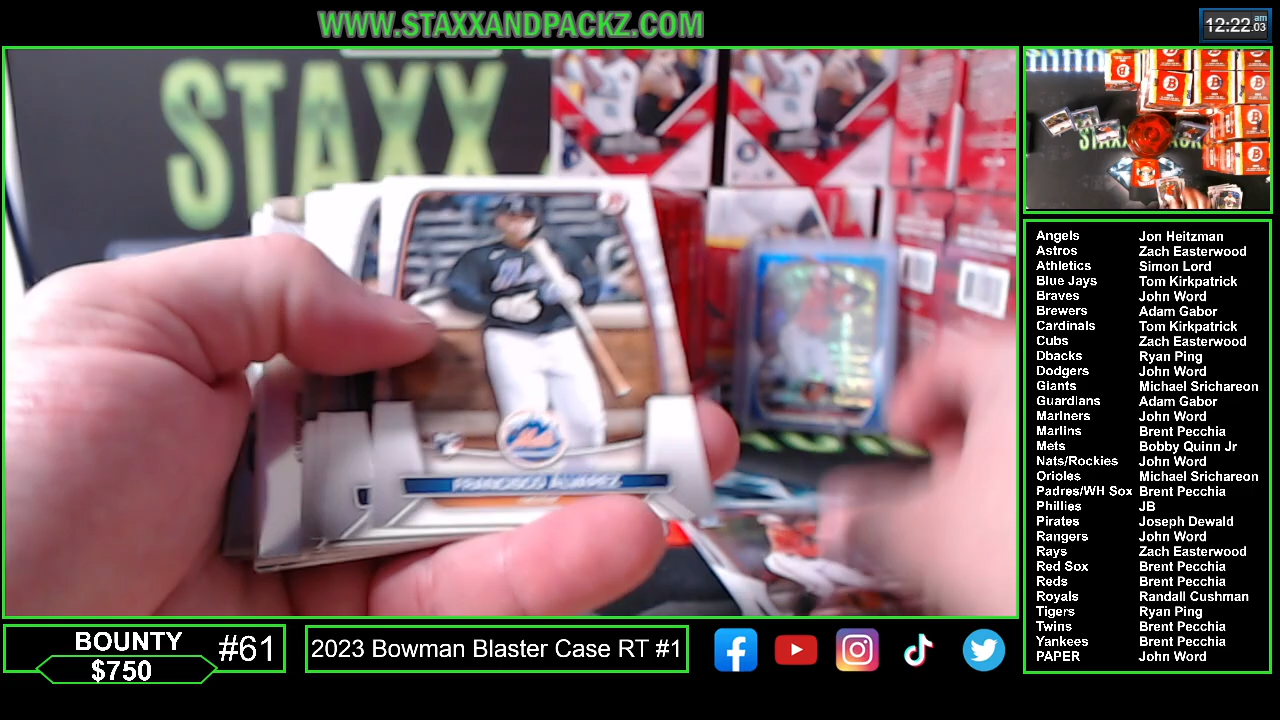 WWW.STAXXANDPACKZ.COM
12:22 am
.03
STAXX
Mets
FRANCISCO ALVAREZ
Angels Jon Heitzman
Astros Zach Easterwood
Athletics Simon Lord
Blue Jays Tom Kirkpatrick
Braves John Word
Brewers Adam Gabor
Cardinals Tom Kirkpatrick
Cubs Zach Easterwood
Dbacks Ryan Ping
Dodgers John Word
Giants Michael Srichareon
Guardians Adam Gabor
Mariners John Word
Marlins Brent Pecchia
Mets Bobby Quinn Jr
Nats/Rockies John Word
Orioles Michael Srichareon
Padres/WH Sox Brent Pecchia
Phillies JB
Pirates Joseph Dewald
Rangers John Word
Rays Zach Easterwood
Red Sox Brent Pecchia
Reds Brent Pecchia
Royals Randall Cushman
Tigers Ryan Ping
Twins Brent Pecchia
Yankees Brent Pecchia
PAPER John Word
BOUNTY #61
$750
2023 Bowman Blaster Case RT #1